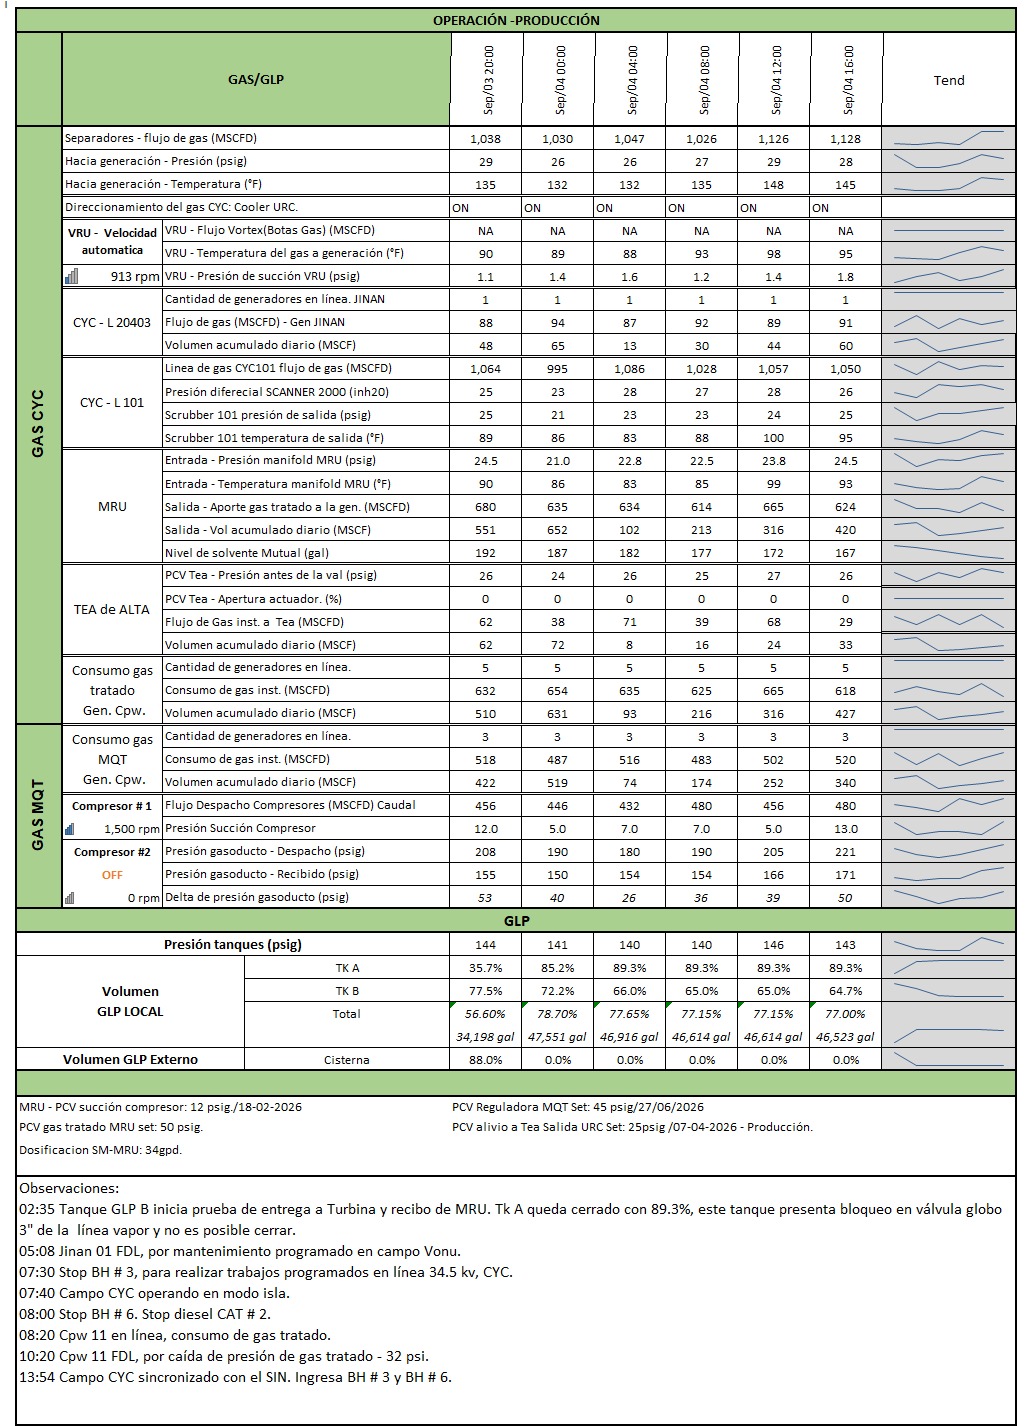 OPERACIÓN -PRODUCCIÓN
GAS/GLP Sep/03 20:00 Sep/04 00:00 Sep/04 04:00 Sep/04 08:00 Sep/04 12:00 Sep/04 16:00 Tend
GAS CYC
Separadores - flujo de gas (MSCFD) 1,038 1,030 1,047 1,026 1,126 1,128
Hacia generación - Presión (psig) 29 26 26 27 29 28
Hacia generación - Temperatura (°F) 135 132 132 135 148 145
Direccionamiento del gas CYC: Cooler URC. ON ON ON ON ON ON
VRU - Velocidad automatica
VRU - Flujo Vortex(Botas Gas) (MSCFD) NA NA NA NA NA NA
VRU - Temperatura del gas a generación (°F) 90 89 88 93 98 95
913 rpm VRU - Presión de succión VRU (psig) 1.1 1.4 1.6 1.2 1.4 1.8
CYC - L 20403
Cantidad de generadores en línea. JINAN 1 1 1 1 1 1
Flujo de gas (MSCFD) - Gen JINAN 88 94 87 92 89 91
Volumen acumulado diario (MSCF) 48 65 13 30 44 60
CYC - L 101
Linea de gas CYC101 flujo de gas (MSCFD) 1,064 995 1,086 1,028 1,057 1,050
Presión diferecial SCANNER 2000 (inh20) 25 23 28 27 28 26
Scrubber 101 presión de salida (psig) 25 21 23 23 24 25
Scrubber 101 temperatura de salida (°F) 89 86 83 88 100 95
MRU
Entrada - Presión manifold MRU (psig) 24.5 21.0 22.8 22.5 23.8 24.5
Entrada - Temperatura manifold MRU (°F) 90 86 83 85 99 93
Salida - Aporte gas tratado a la gen. (MSCFD) 680 635 634 614 665 624
Salida - Vol acumulado diario (MSCF) 551 652 102 213 316 420
Nivel de solvente Mutual (gal) 192 187 182 177 172 167
TEA de ALTA
PCV Tea - Presión antes de la val (psig) 26 24 26 25 27 26
PCV Tea - Apertura actuador. (%) 0 0 0 0 0 0
Flujo de Gas inst. a Tea (MSCFD) 62 38 71 39 68 29
Volumen acumulado diario (MSCF) 62 72 8 16 24 33
Consumo gas tratado Gen. Cpw.
Cantidad de generadores en línea. 5 5 5 5 5 5
Consumo de gas inst. (MSCFD) 632 654 635 625 665 618
Volumen acumulado diario (MSCF) 510 631 93 216 316 427
GAS MQT
Consumo gas MQT Gen. Cpw.
Cantidad de generadores en línea. 3 3 3 3 3 3
Consumo de gas inst. (MSCFD) 518 487 516 483 502 520
Volumen acumulado diario (MSCF) 422 519 74 174 252 340
Compresor # 1 Flujo Despacho Compresores (MSCFD) Caudal 456 446 432 480 456 480
1,500 rpm Presión Succión Compresor 12.0 5.0 7.0 7.0 5.0 13.0
Compresor #2 Presión gasoducto - Despacho (psig) 208 190 180 190 205 221
OFF Presión gasoducto - Recibido (psig) 155 150 154 154 166 171
0 rpm Delta de presión gasoducto (psig) 53 40 26 36 39 50
GLP
Presión tanques (psig) 144 141 140 140 146 143
Volumen GLP LOCAL
TK A 35.7% 85.2% 89.3% 89.3% 89.3% 89.3%
TK B 77.5% 72.2% 66.0% 65.0% 65.0% 64.7%
Total 56.60% 78.70% 77.65% 77.15% 77.15% 77.00%
34,198 gal 47,551 gal 46,916 gal 46,614 gal 46,614 gal 46,523 gal
Volumen GLP Externo Cisterna 88.0% 0.0% 0.0% 0.0% 0.0% 0.0%
MRU - PCV succión compresor: 12 psig./18-02-2026 PCV Reguladora MQT Set: 45 psig/27/06/2026
PCV gas tratado MRU set: 50 psig. PCV alivio a Tea Salida URC Set: 25psig /07-04-2026 - Producción.
Dosificacion SM-MRU: 34gpd.
Observaciones:
02:35 Tanque GLP B inicia prueba de entrega a Turbina y recibo de MRU. Tk A queda cerrado con 89.3%, este tanque presenta bloqueo en válvula globo
3" de la línea vapor y no es posible cerrar.
05:08 Jinan 01 FDL, por mantenimiento programado en campo Vonu.
07:30 Stop BH # 3, para realizar trabajos programados en línea 34.5 kv, CYC.
07:40 Campo CYC operando en modo isla.
08:00 Stop BH # 6. Stop diesel CAT # 2.
08:20 Cpw 11 en línea, consumo de gas tratado.
10:20 Cpw 11 FDL, por caída de presión de gas tratado - 32 psi.
13:54 Campo CYC sincronizado con el SIN. Ingresa BH # 3 y BH # 6.